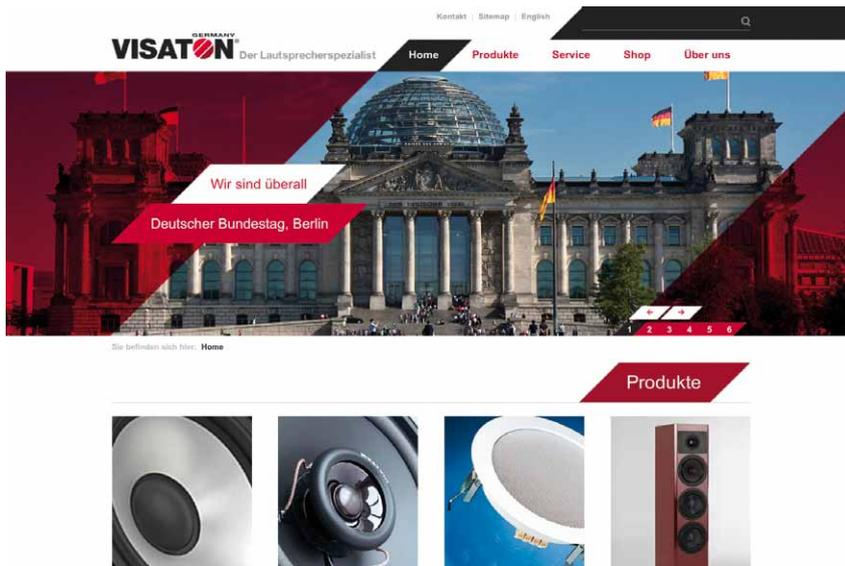 Kontakt | Sitemap | English
GERMANY
VISATON®
Der Lautsprecherspezialist
Home Produkte Service Shop Über uns
Wir sind überall
Deutscher Bundestag, Berlin
1 2 3 4 5 6
Sie befinden sich hier: Home
Produkte